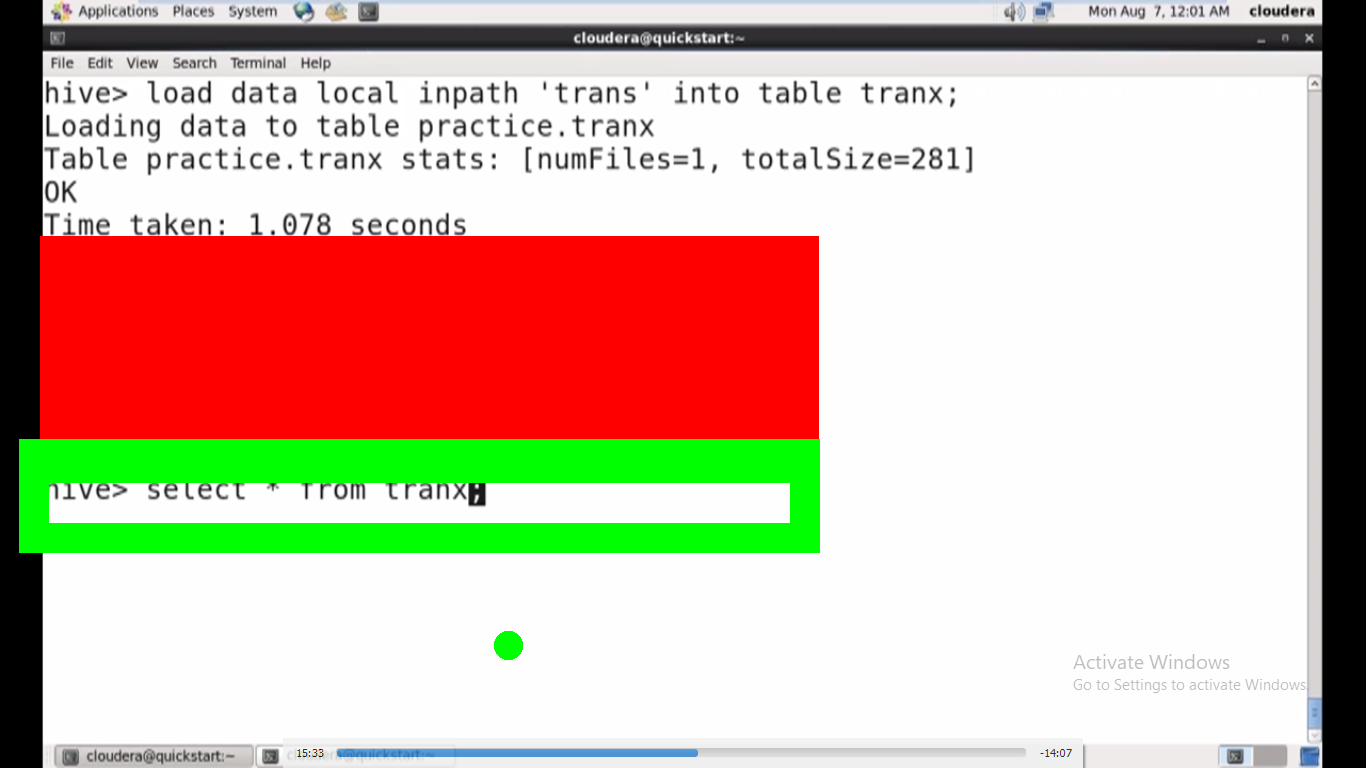 Applications Places System Mon Aug 7, 12:01 AM cloudera
cloudera@quickstart:~
File Edit View Search Terminal Help
hive> load data local inpath 'trans' into table tranx;
Loading data to table practice.tranx
Table practice.tranx stats: [numFiles=1, totalSize=281]
OK
Time taken: 1.078 seconds
hive> select * from tranx;
Activate Windows
Go to Settings to activate Windows.
cloudera@quickstart:~ cloudera@quickstart:~
15:33 -14:07